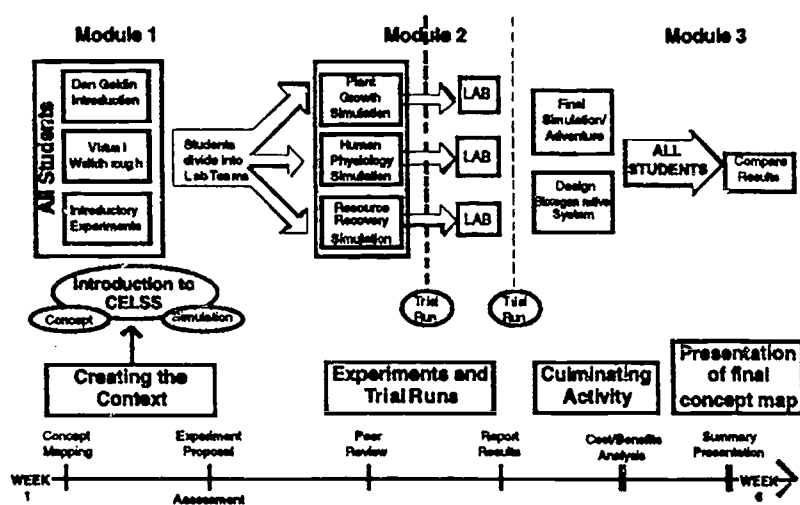 Module 1
Module 2
Module 3
All Students
Dan Goldin
Introduction
Virtual
Walkthrough
Introductory
Experiments
Students
divide into
Lab Teams
Plant
Growth
Simulation
Human
Physiology
Simulation
Resource
Recovery
Simulation
LAB
LAB
LAB
Final
Simulation/
Adventure
Design
Bioregenerative
System
ALL
STUDENTS
Compare
Results
Introduction to
CELSS
Concept
Simulation
Trial
Run
Trial
Run
Creating the
Context
Experiments and
Trial Runs
Culminating
Activity
Presentation
of final
concept map
Concept
Mapping
Experiment
Proposal
Peer
Review
Report
Results
Cost/Benefits
Analysis
Summary
Presentation
WEEK
1
WEEK
6
Assessment